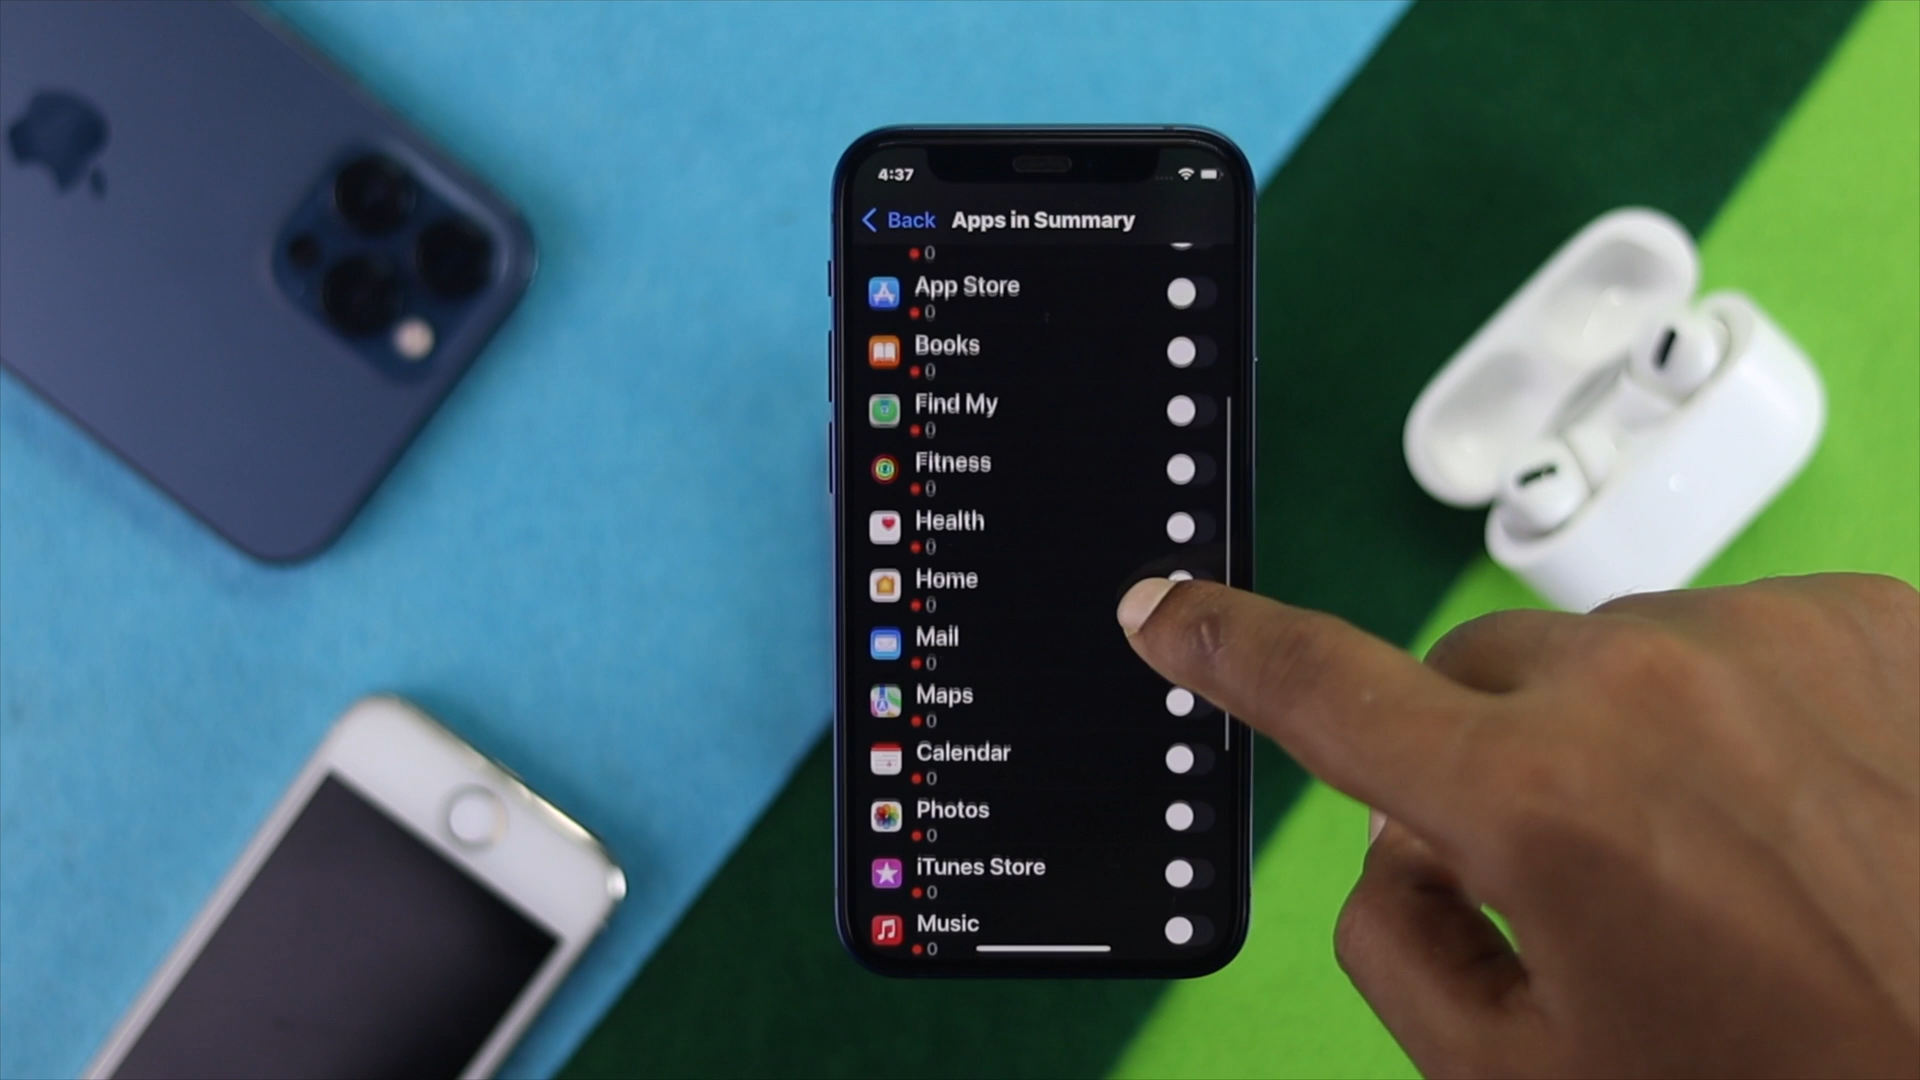 4:37
Back Apps in Summary
0
App Store
0
Books
0
Find My
0
Fitness
0
Health
0
Home
0
Mail
0
Maps
0
Calendar
0
Photos
0
iTunes Store
0
Music
0